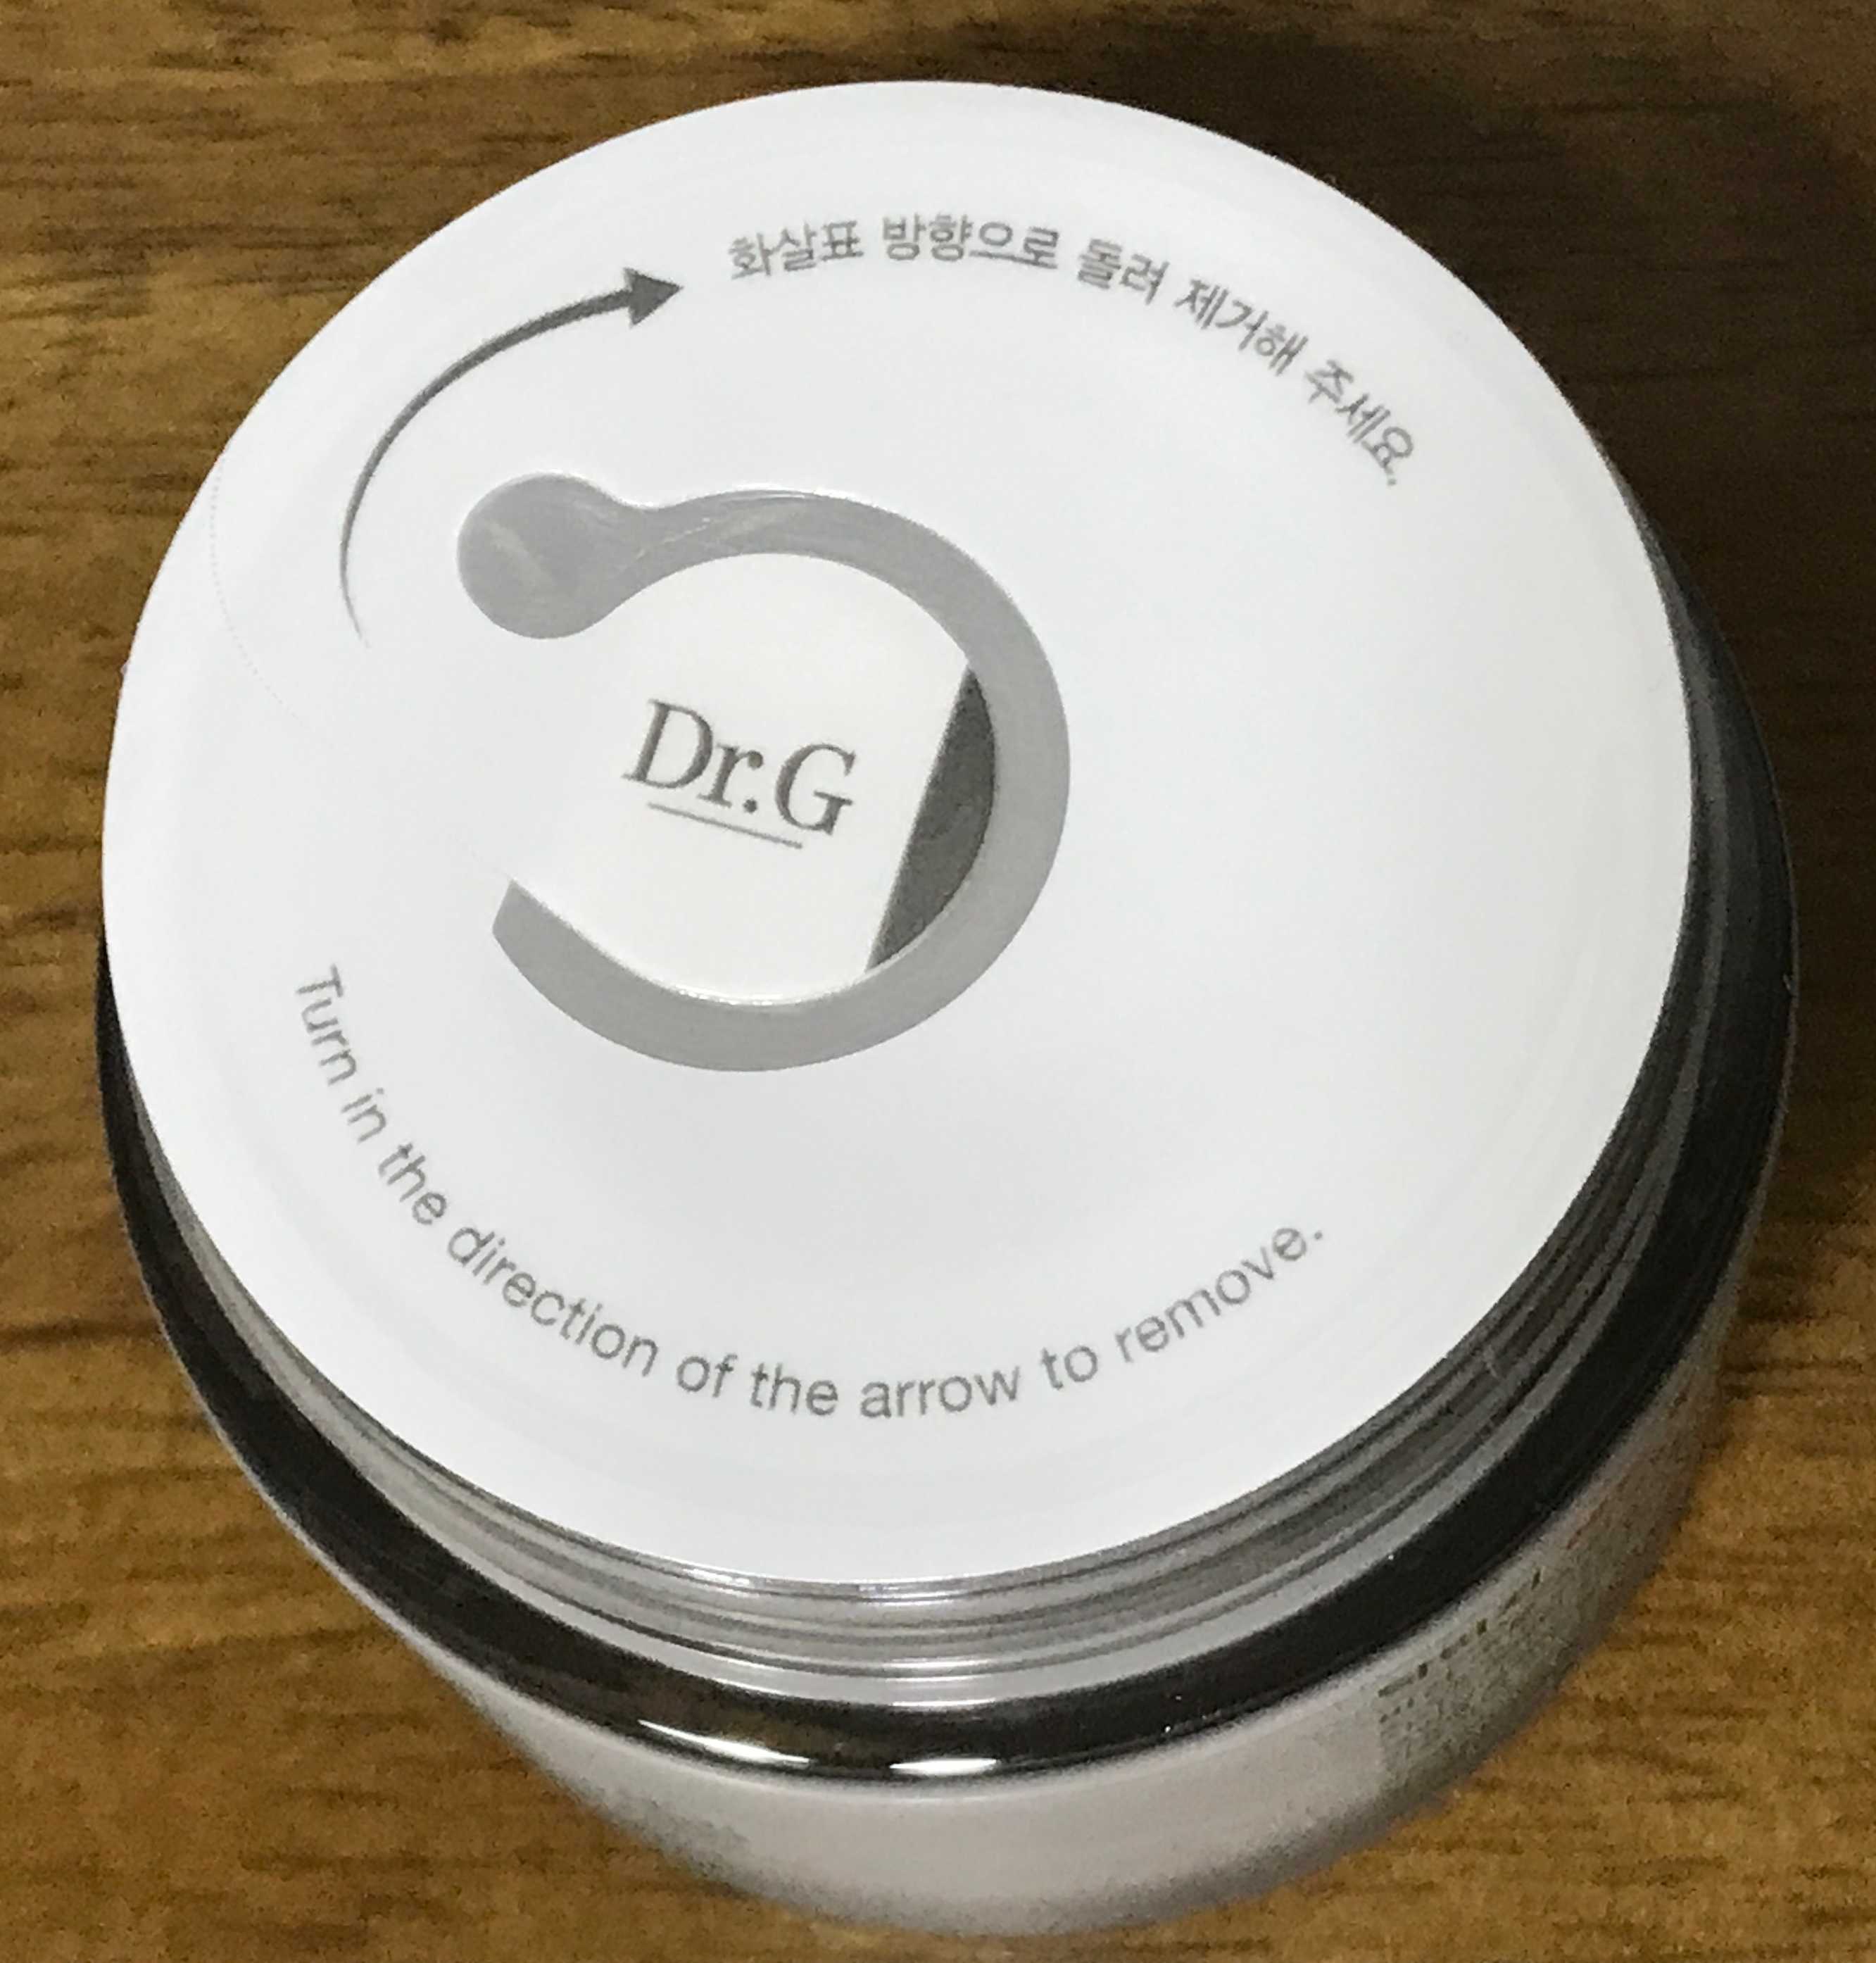 화살표 방향으로 돌려 제거해 주세요.
Dr.G
Turn in the direction of the arrow to remove.